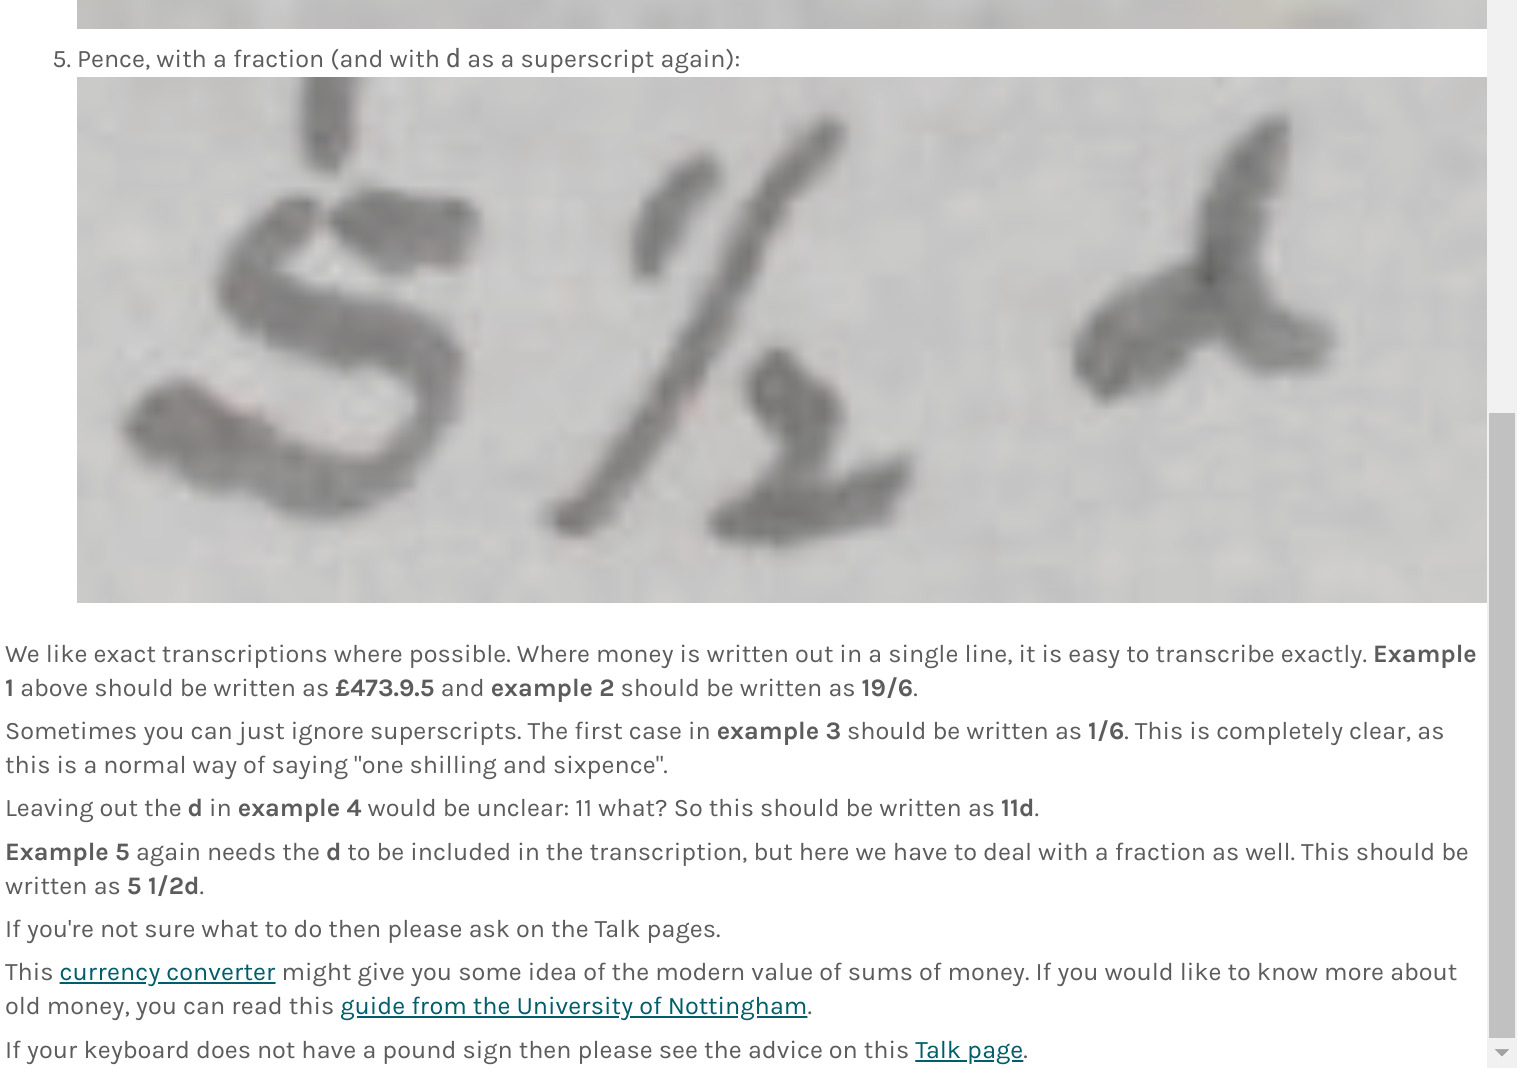 5. Pence, with a fraction (and with d as a superscript again):
5 1/2 d
We like exact transcriptions where possible. Where money is written out in a single line, it is easy to transcribe exactly. Example
1 above should be written as £473.9.5 and example 2 should be written as 19/6.
Sometimes you can just ignore superscripts. The first case in example 3 should be written as 1/6. This is completely clear, as
this is a normal way of saying "one shilling and sixpence".
Leaving out the d in example 4 would be unclear: 11 what? So this should be written as 11d.
Example 5 again needs the d to be included in the transcription, but here we have to deal with a fraction as well. This should be
written as 5 1/2d.
If you're not sure what to do then please ask on the Talk pages.
This currency converter might give you some idea of the modern value of sums of money. If you would like to know more about
old money, you can read this guide from the University of Nottingham.
If your keyboard does not have a pound sign then please see the advice on this Talk page.